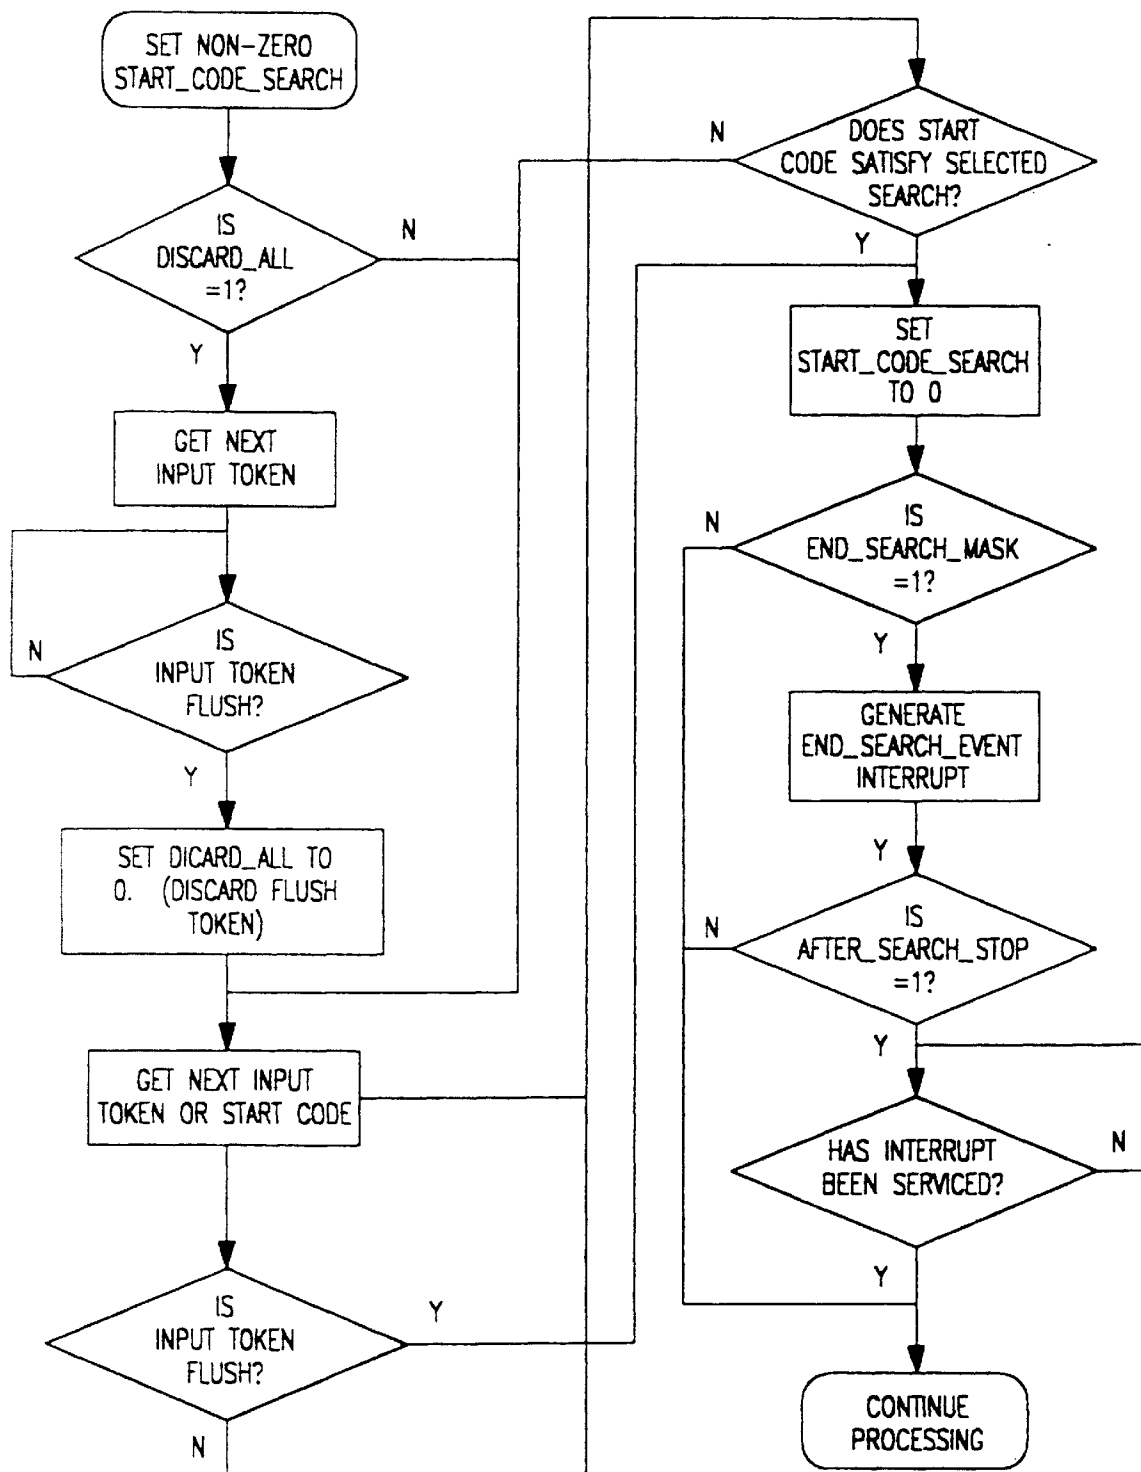 SET NON-ZERO
START_CODE_SEARCH
IS
DISCARD_ALL
=1?
N
Y
GET NEXT
INPUT TOKEN
IS
INPUT TOKEN
FLUSH?
N
Y
SET DICARD_ALL TO
0. (DISCARD FLUSH
TOKEN)
GET NEXT INPUT
TOKEN OR START CODE
IS
INPUT TOKEN
FLUSH?
Y
N
DOES START
CODE SATISFY SELECTED
SEARCH?
N
Y
SET
START_CODE_SEARCH
TO 0
IS
END_SEARCH_MASK
=1?
N
Y
GENERATE
END_SEARCH_EVENT
INTERRUPT
Y
IS
AFTER_SEARCH_STOP
=1?
N
Y
HAS INTERRUPT
BEEN SERVICED?
N
Y
CONTINUE
PROCESSING